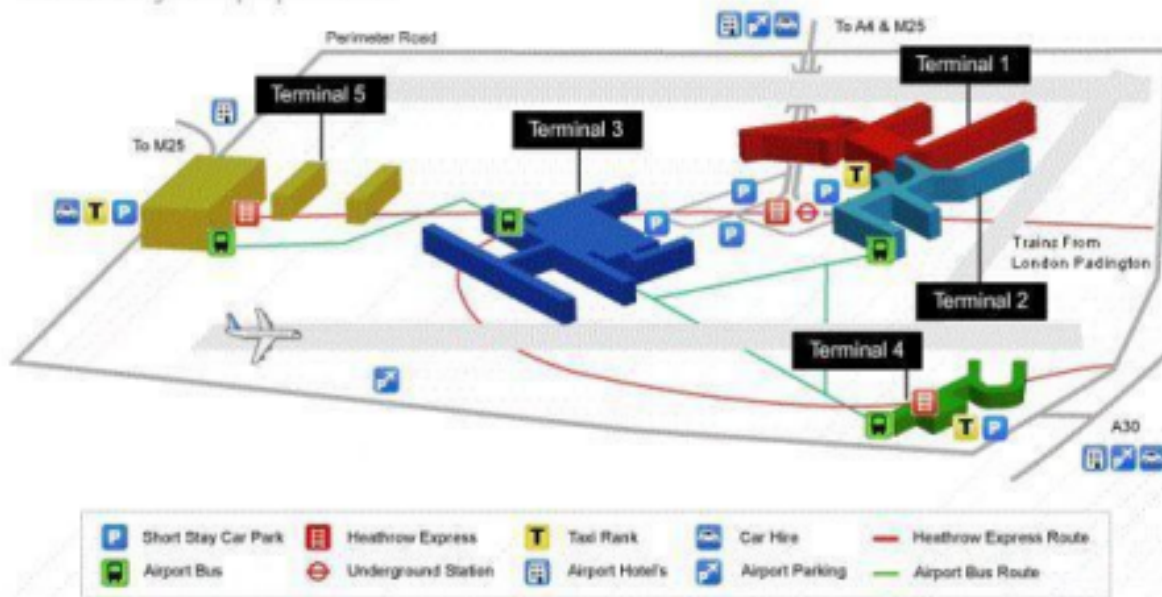 To A4 & M25
Perimeter Road
Terminal 1
Terminal 5
Terminal 3
To M25
Trains From
London Padington
Terminal 2
Terminal 4
A30
Short Stay Car Park
Heathrow Express
Taxi Rank
Car Hire
Heathrow Express Route
Airport Bus
Underground Station
Airport Hotel's
Airport Parking
Airport Bus Route